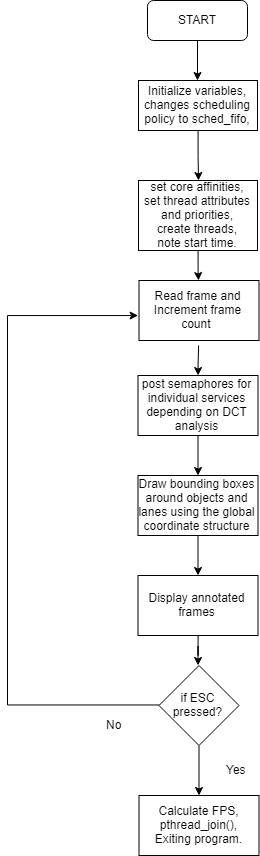 START
Initialize variables,
changes scheduling
policy to sched_fifo,
set core affinities,
set thread attributes
and priorities,
create threads,
note start time.
Read frame and
Increment frame
count
post semaphores for
individual services
depending on DCT
analysis
Draw bounding boxes
around objects and
lanes using the global
coordinate structure
Display annotated
frames
if ESC
pressed?
No
Yes
Calculate FPS,
pthread_join(),
Exiting program.